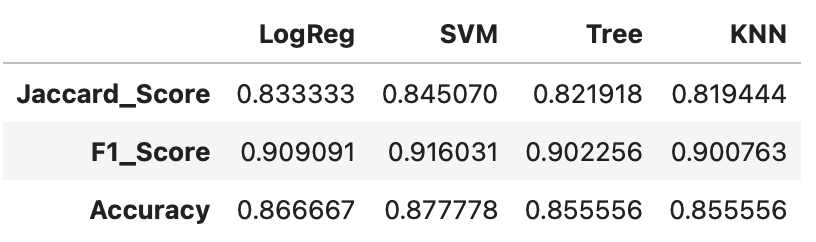 LogReg SVM Tree KNN
Jaccard_Score 0.833333 0.845070 0.821918 0.819444
F1_Score 0.909091 0.916031 0.902256 0.900763
Accuracy 0.866667 0.877778 0.855556 0.855556